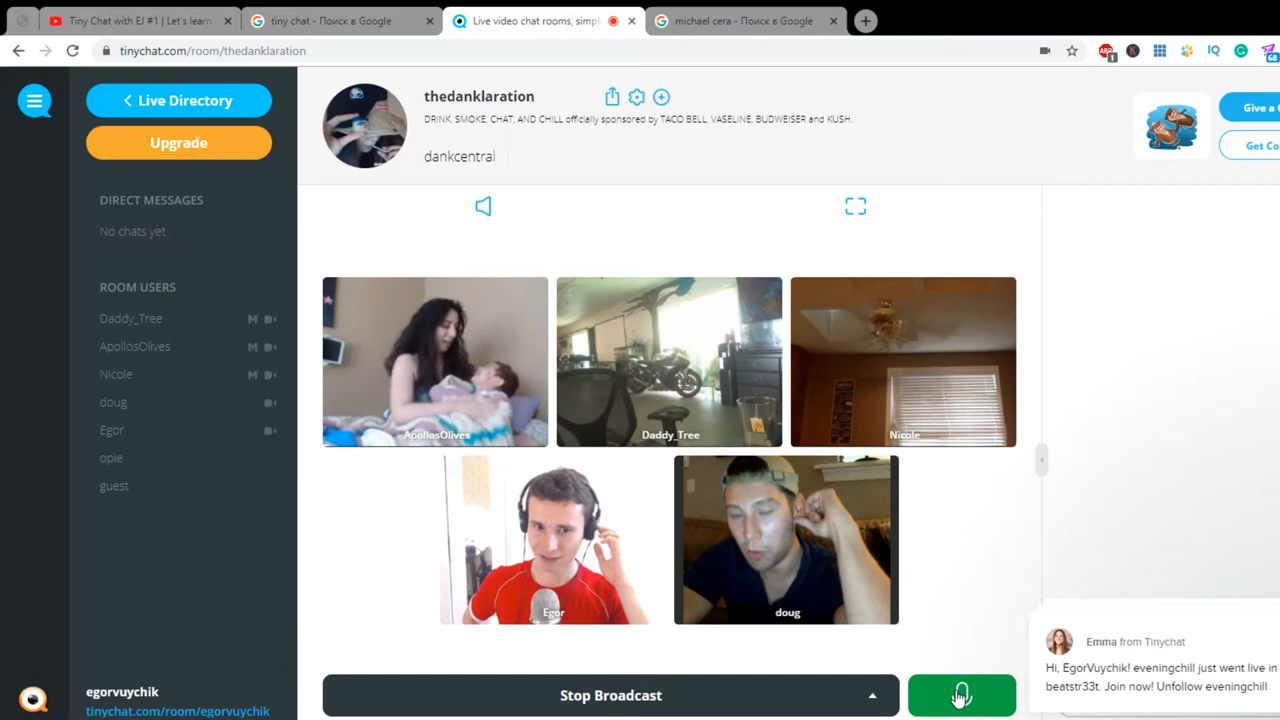 Tiny Chat with EJ #1 | Let's learn
tiny chat - Поиск в Google
Live video chat rooms, simpl
michael cera - Поиск в Google
tinychat.com/room/thedanklaration
ABP
1
K
IQ
G
68
Live Directory
Upgrade
DIRECT MESSAGES
No chats yet
ROOM USERS
Daddy_Tree M
ApollosOlives M
Nicole M
doug
Egor
opie
guest
egorvuychik
tinychat.com/room/egorvuychik
thedanklaration
DRINK, SMOKE, CHAT, AND CHILL officially sponsored by TACO BELL, VASELINE, BUDWEISER and KUSH.
dankcentral
Give a
Get Co
ApollosOlives
Daddy_Tree
Nicole
Egor
doug
Stop Broadcast
Emma from Tinychat
Hi, EgorVuychik! eveningchill just went live in
beatstr33t. Join now! Unfollow eveningchill